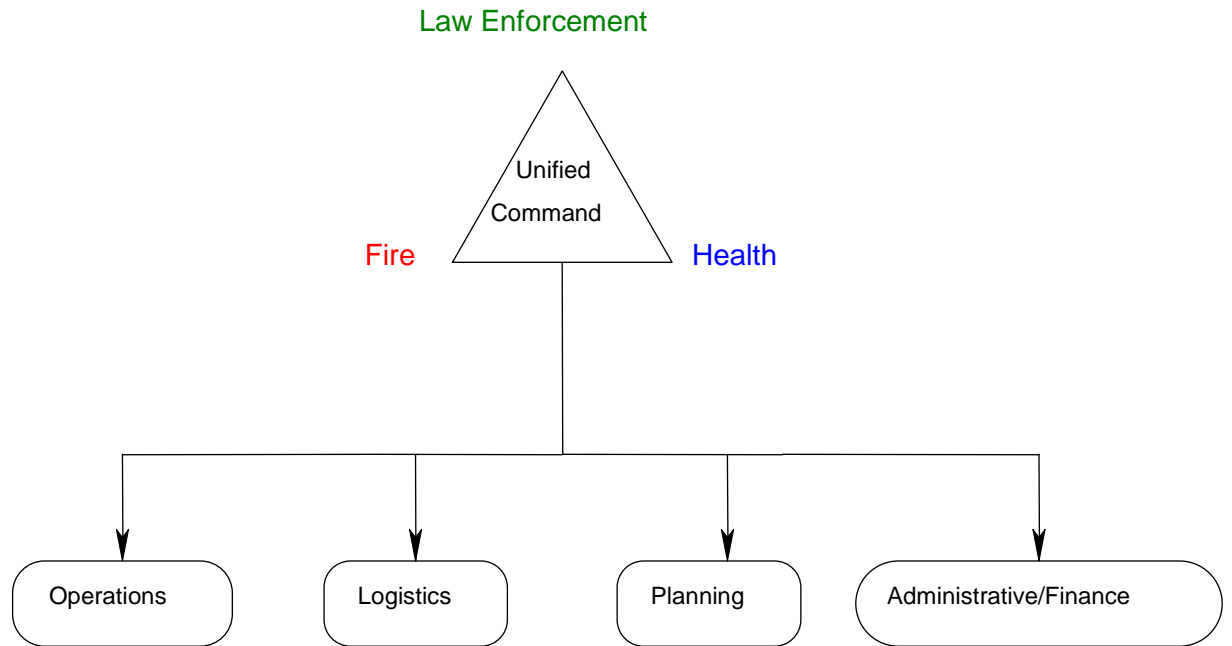 Law Enforcement
Unified
Command
Fire
Health
Operations
Logistics
Planning
Administrative/Finance